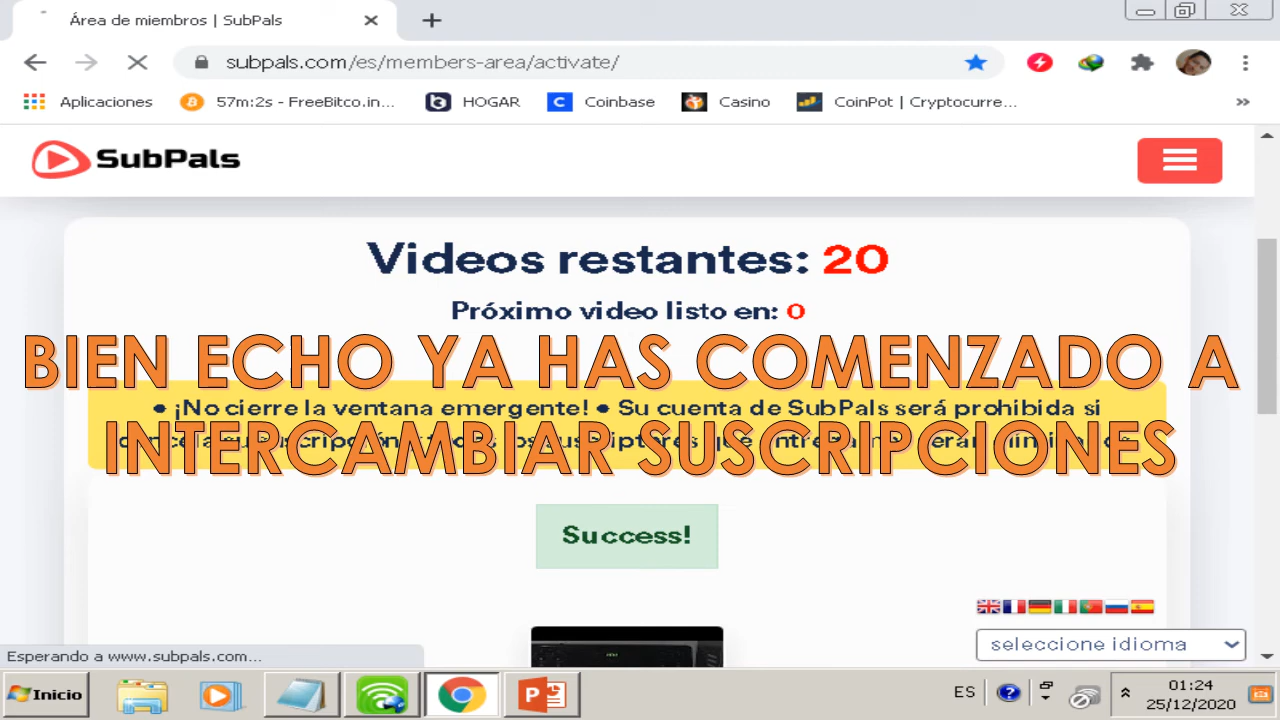 Área de miembros | SubPals
subpals.com/es/members-area/activate/
Aplicaciones
57m:2s - FreeBitco.in...
HOGAR
Coinbase
Casino
CoinPot | Cryptocurre...
SubPals
Videos restantes: 20
Próximo video listo en: 0
BIEN ECHO YA HAS COMENZADO A
• ¡No cierre la ventana emergente! • Su cuenta de SubPals será prohibida si
INTERCAMBIAR SUSCRIPCIONES
Success!
seleccione idioma
Esperando a www.subpals.com...
Inicio
ES
01:24
25/12/2020